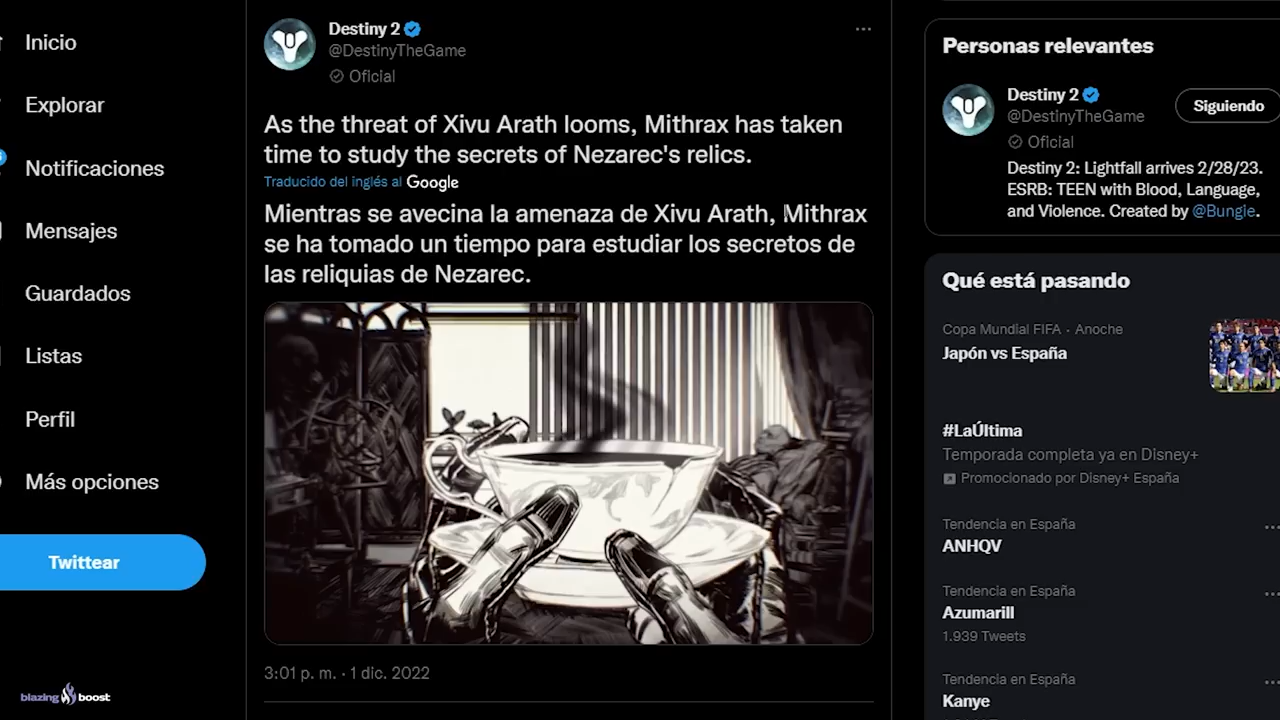 Inicio
Explorar
Notificaciones
Mensajes
Guardados
Listas
Perfil
Más opciones
Twittear
blazing boost
Destiny 2
@DestinyTheGame
Oficial
As the threat of Xivu Arath looms, Mithrax has taken
time to study the secrets of Nezarec's relics.
Traducido del inglés al Google
Mientras se avecina la amenaza de Xivu Arath, Mithrax
se ha tomado un tiempo para estudiar los secretos de
las reliquias de Nezarec.
3:01 p. m. · 1 dic. 2022
Personas relevantes
Destiny 2
@DestinyTheGame
Siguiendo
Oficial
Destiny 2: Lightfall arrives 2/28/23.
ESRB: TEEN with Blood, Language,
and Violence. Created by @Bungie.
Qué está pasando
Copa Mundial FIFA · Anoche
Japón vs España
#LaÚltima
Temporada completa ya en Disney+
Promocionado por Disney+ España
Tendencia en España
ANHQV
Tendencia en España
Azumarill
1.939 Tweets
Tendencia en España
Kanye